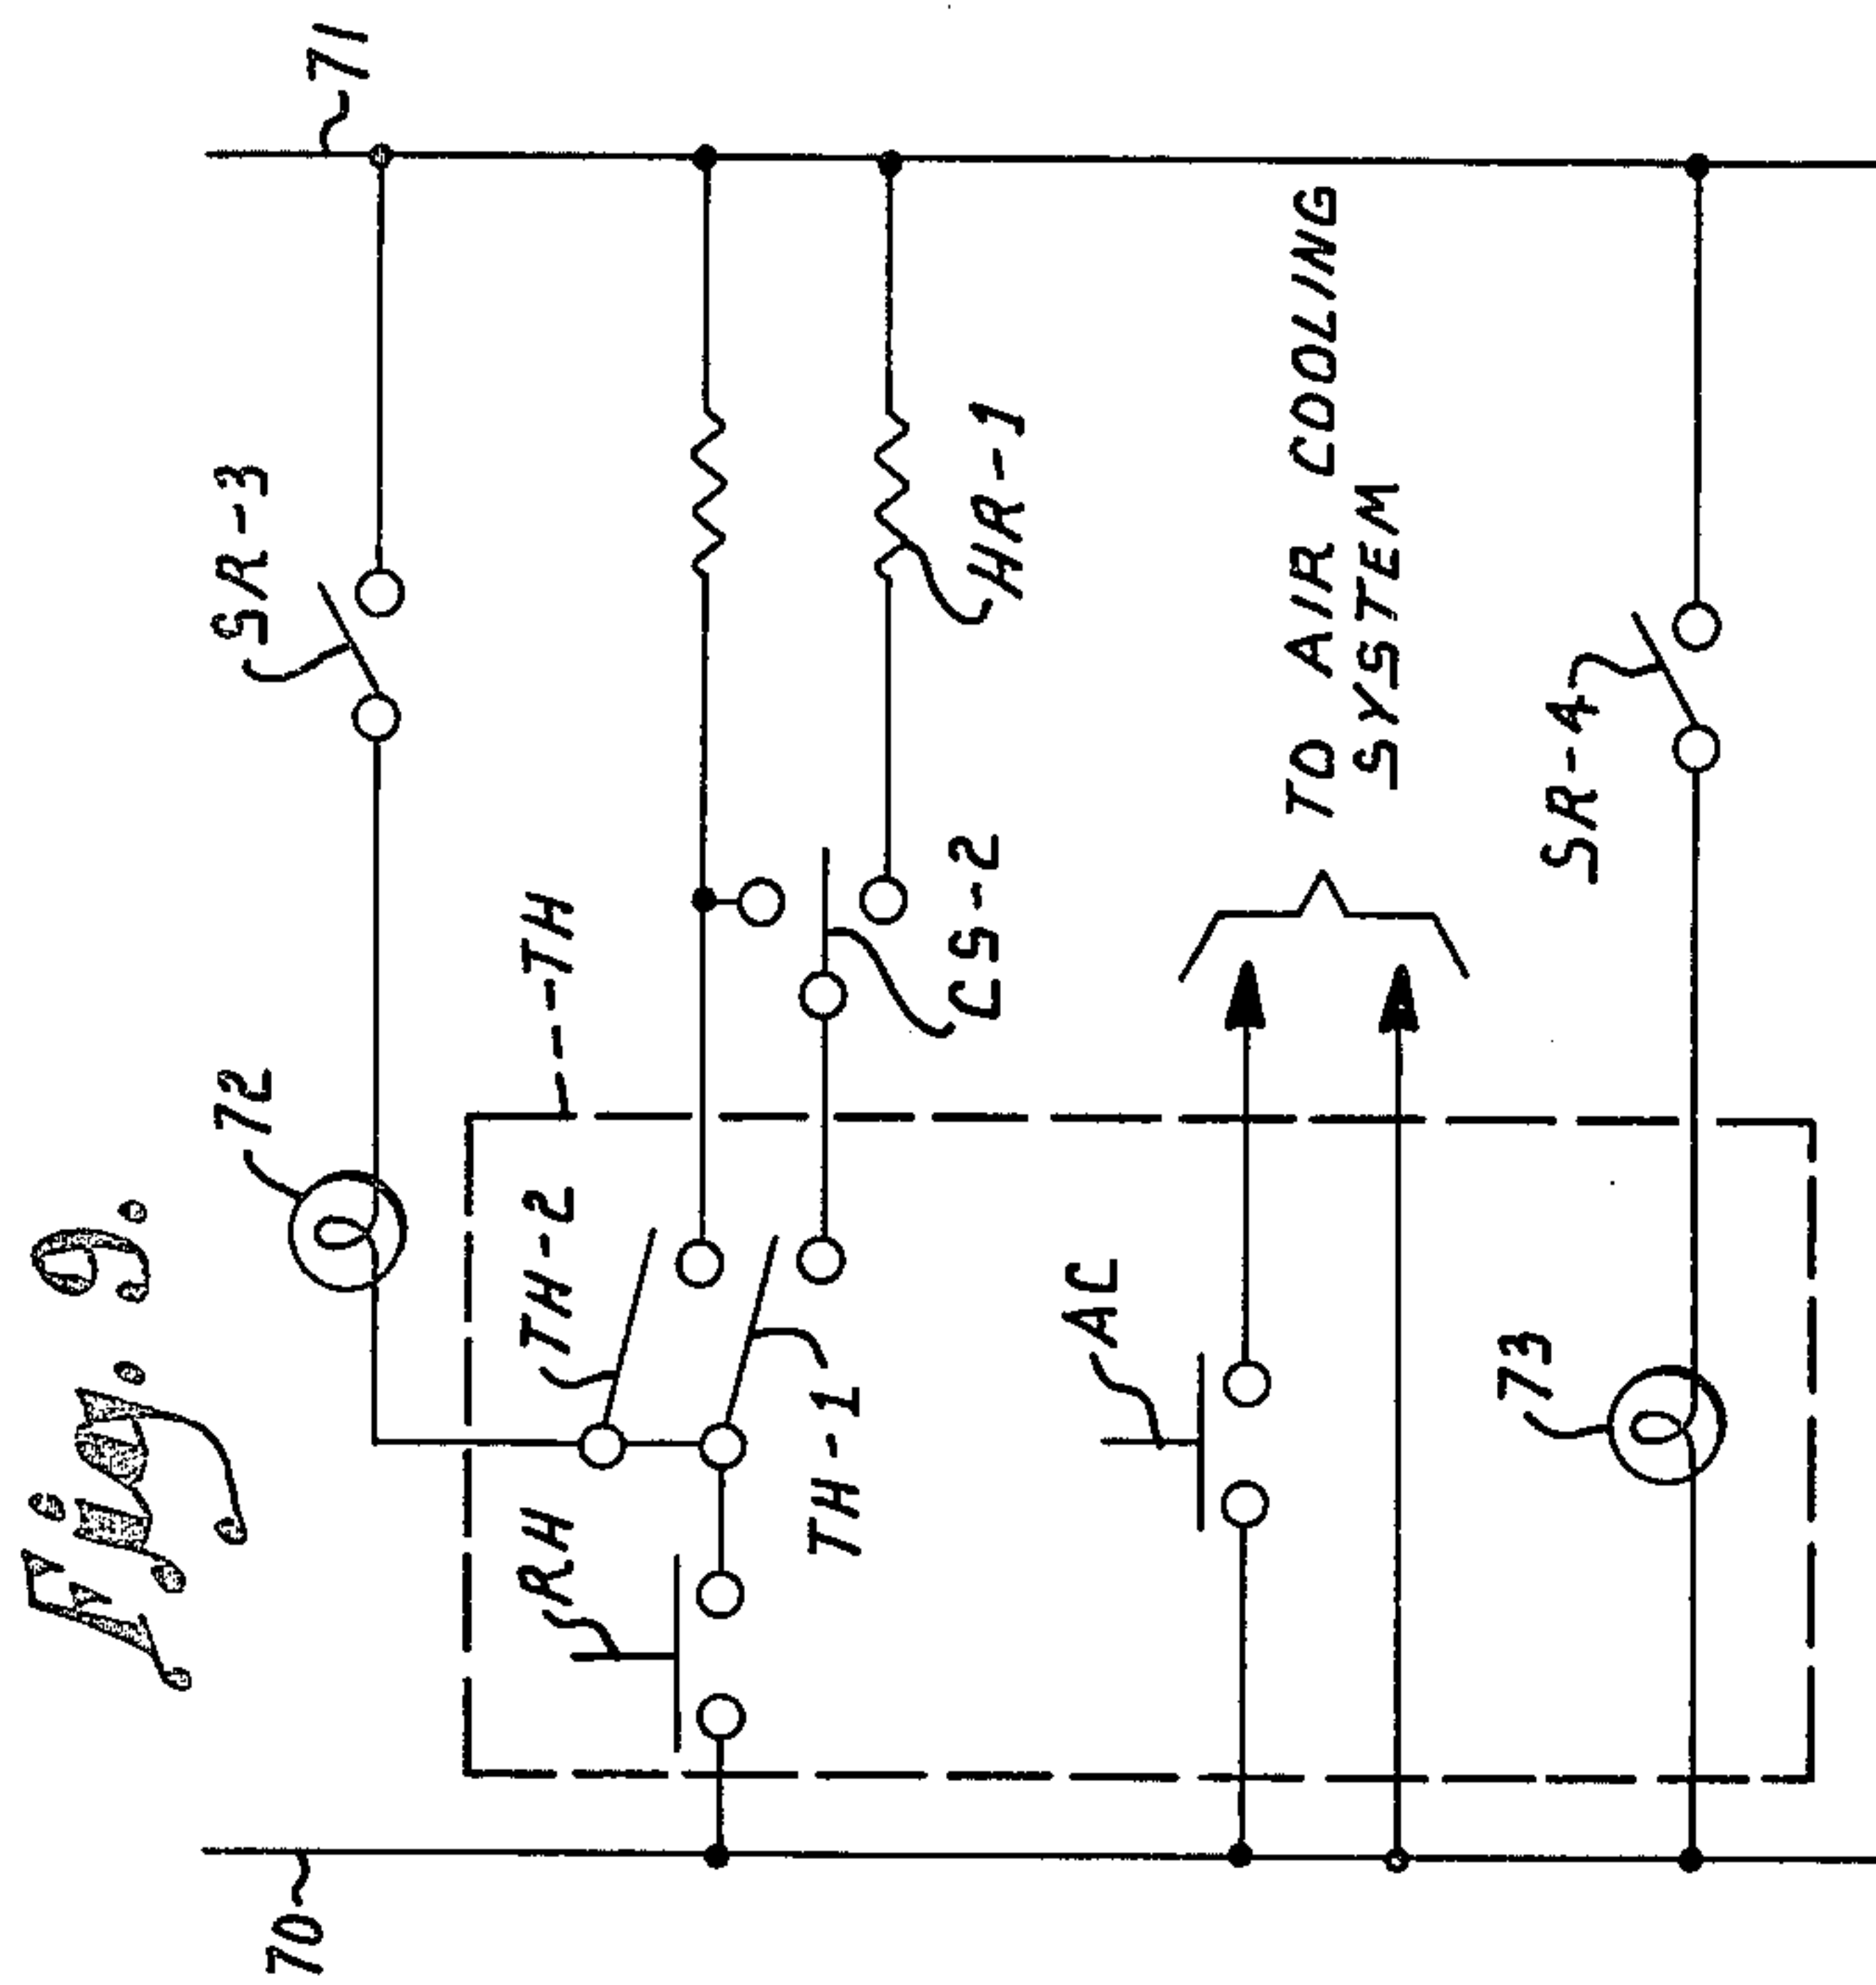 Fig. 9.
70
71
72
SR-3
TH
TH-2
RH
TH-1
CS-2
HR-1
AC
TO AIR COOLING
SYSTEM
73
SR-4